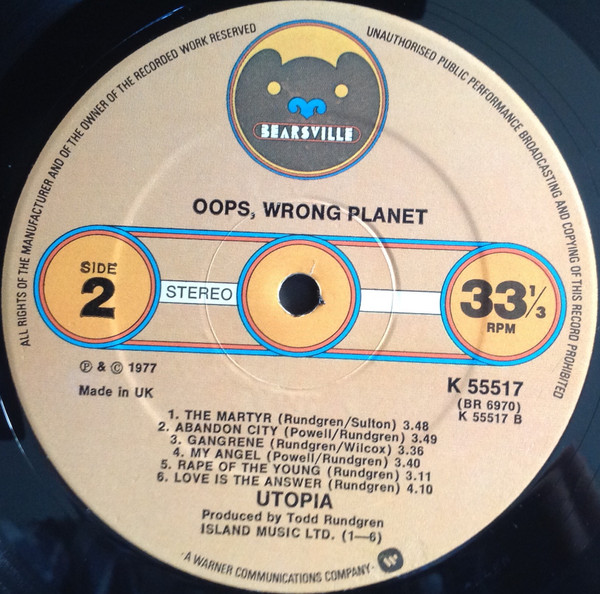 ALL RIGHTS OF THE MANUFACTURER AND OF THE OWNER OF THE RECORDED WORK RESERVED
UNAUTHORISED PUBLIC PERFORMANCE BROADCASTING AND COPYING OF THIS RECORD PROHIBITED
BEARSVILLE
OOPS, WRONG PLANET
SIDE
2
STEREO
33 1/3
RPM
℗ & © 1977
Made in UK
K 55517
(BR 6970)
K 55517 B
1. THE MARTYR (Rundgren/Sulton) 3.48
2. ABANDON CITY (Powell/Rundgren) 3.49
3. GANGRENE (Rundgren/Wilcox) 3.36
4. MY ANGEL (Powell/Rundgren) 3.40
5. RAPE OF THE YOUNG (Rundgren) 3.11
6. LOVE IS THE ANSWER (Rundgren) 4.10
UTOPIA
Produced by Todd Rundgren
ISLAND MUSIC LTD. (1—6)
· A WARNER COMMUNICATIONS COMPANY ·